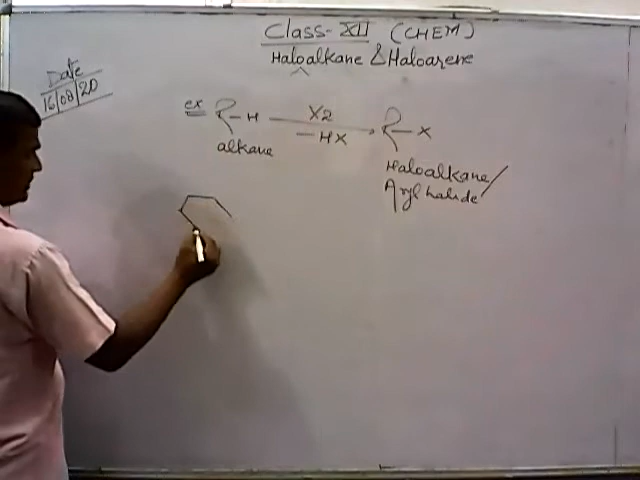 Class-XII (CHEM)
Haloalkane & Haloarene
Date
16/08/20
ex R-H X2 R-X
-HX
alkane
Haloalkane/
Aryl halide